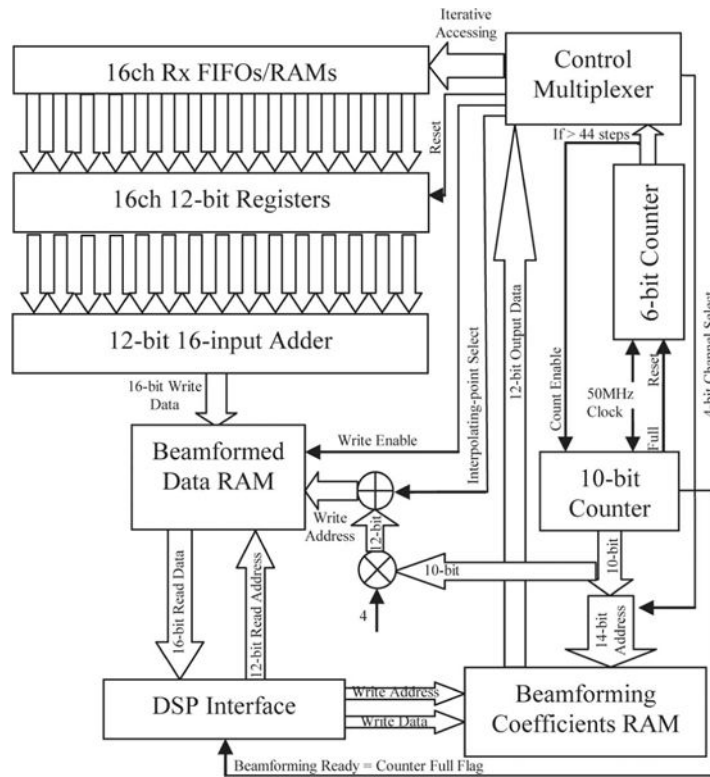 Iterative
Accessing
16ch Rx FIFOs/RAMs
Control
Multiplexer
Reset
If > 44 steps
16ch 12-bit Registers
6-bit Counter
12-bit 16-input Adder
12-bit Output Data
Interpolating-point Select
4-bit Channel Select
16-bit Write
Data
Count Enable
50MHz
Clock
Reset
Full
Beamformed
Data RAM
Write Enable
Write
Address
12-bit
10-bit
Counter
10-bit
10-bit
4
14-bit
Address
16-bit Read Data
12-bit Read Address
DSP Interface
Write Address
Write Data
Beamforming
Coefficients RAM
Beamforming Ready = Counter Full Flag